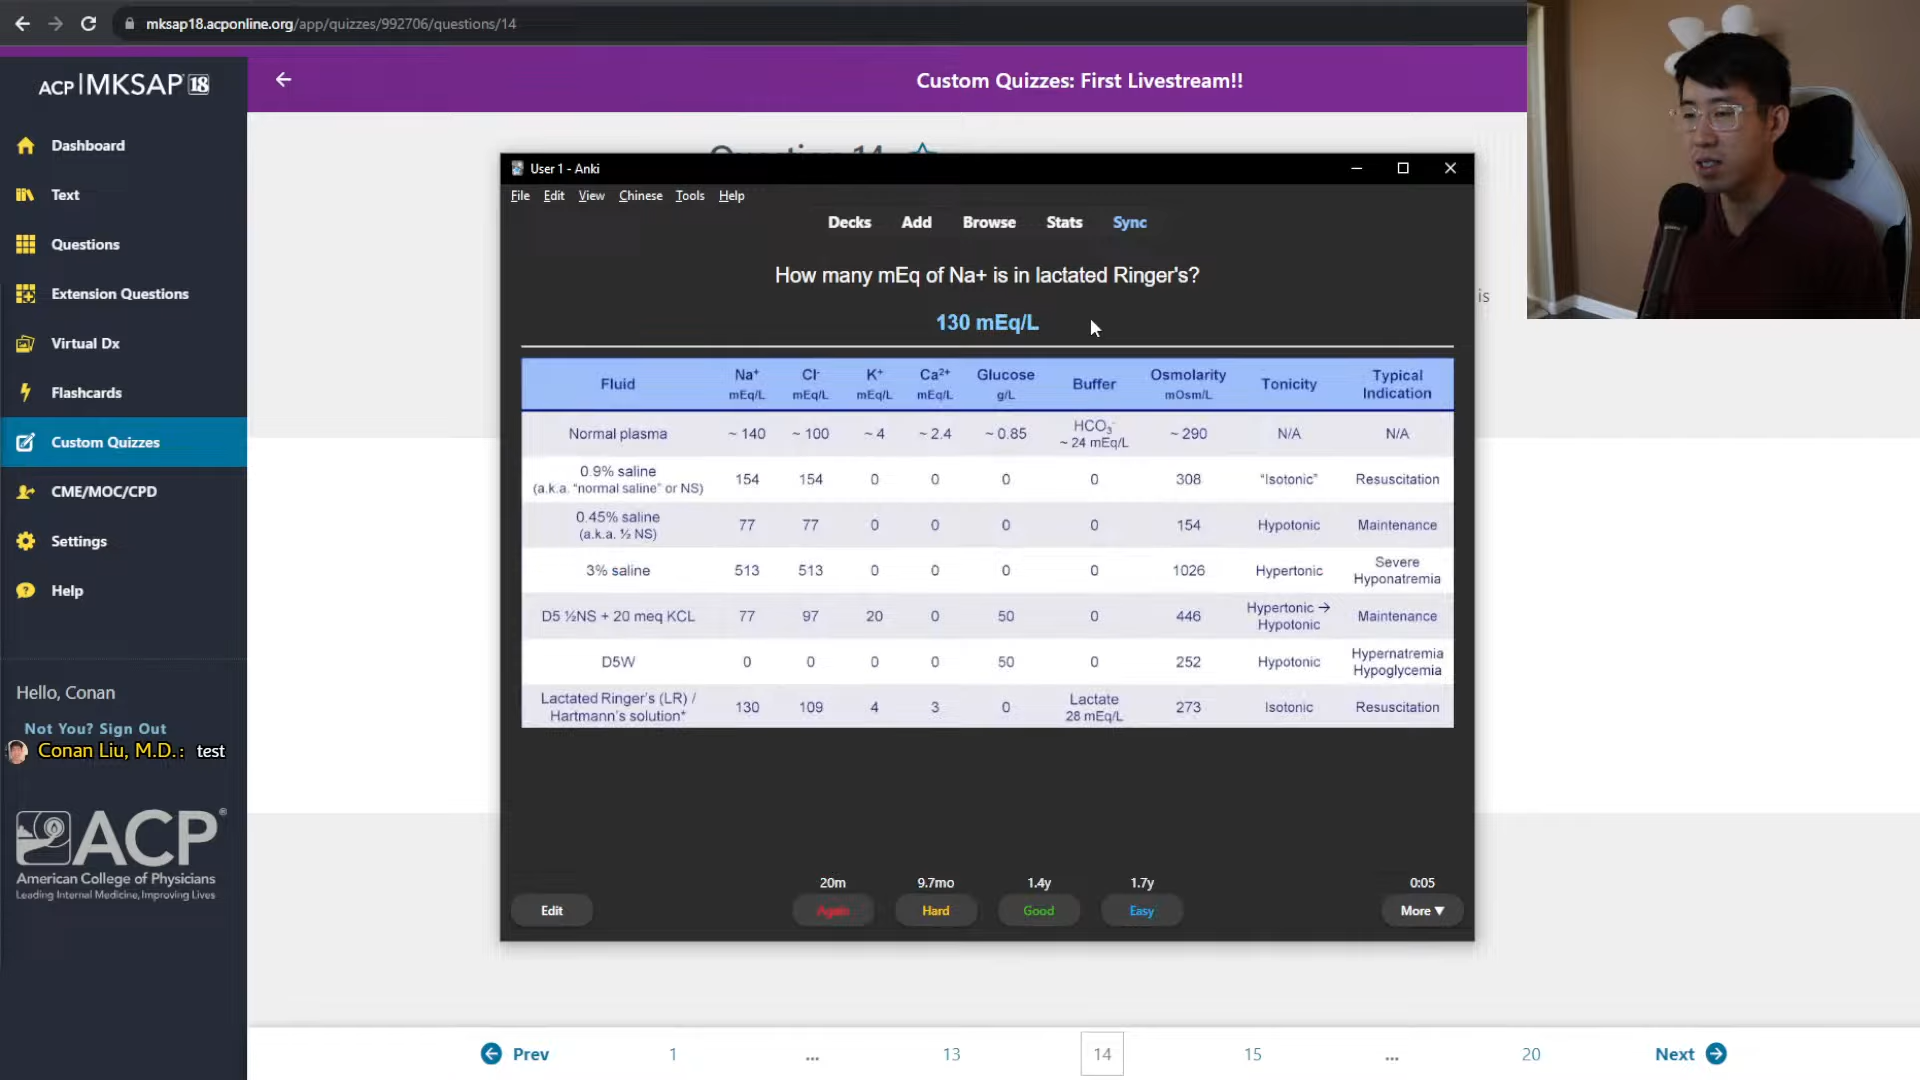 mksap18.acponline.org/app/quizzes/992706/questions/14
ACP MKSAP 18
Custom Quizzes: First Livestream!!
Dashboard
Text
Questions
Extension Questions
Virtual Dx
Flashcards
Custom Quizzes
CME/MOC/CPD
Settings
Help
Hello, Conan
Not You? Sign Out
Conan Liu, M.D.: test
ACP®
American College of Physicians
Leading Internal Medicine, Improving Lives
Question 14
is
User 1 - Anki
File Edit View Chinese Tools Help
Decks Add Browse Stats Sync
How many mEq of Na+ is in lactated Ringer's?
130 mEq/L
Fluid Na+ mEq/L Cl- mEq/L K+ mEq/L Ca2+ mEq/L Glucose g/L Buffer Osmolarity mOsm/L Tonicity Typical Indication
Normal plasma ~ 140 ~ 100 ~ 4 ~ 2.4 ~ 0.85 HCO3- ~ 24 mEq/L ~ 290 N/A N/A
0.9% saline (a.k.a. "normal saline" or NS) 154 154 0 0 0 0 308 "Isotonic" Resuscitation
0.45% saline (a.k.a. ½ NS) 77 77 0 0 0 0 154 Hypotonic Maintenance
3% saline 513 513 0 0 0 0 1026 Hypertonic Severe Hyponatremia
D5 ½NS + 20 meq KCL 77 97 20 0 50 0 446 Hypertonic → Hypotonic Maintenance
D5W 0 0 0 0 50 0 252 Hypotonic Hypernatremia Hypoglycemia
Lactated Ringer's (LR) / Hartmann's solution* 130 109 4 3 0 Lactate 28 mEq/L 273 Isotonic Resuscitation
20m 9.7mo 1.4y 1.7y 0:05
Edit Again Hard Good Easy More ▼
Prev 1 ... 13 14 15 ... 20 Next